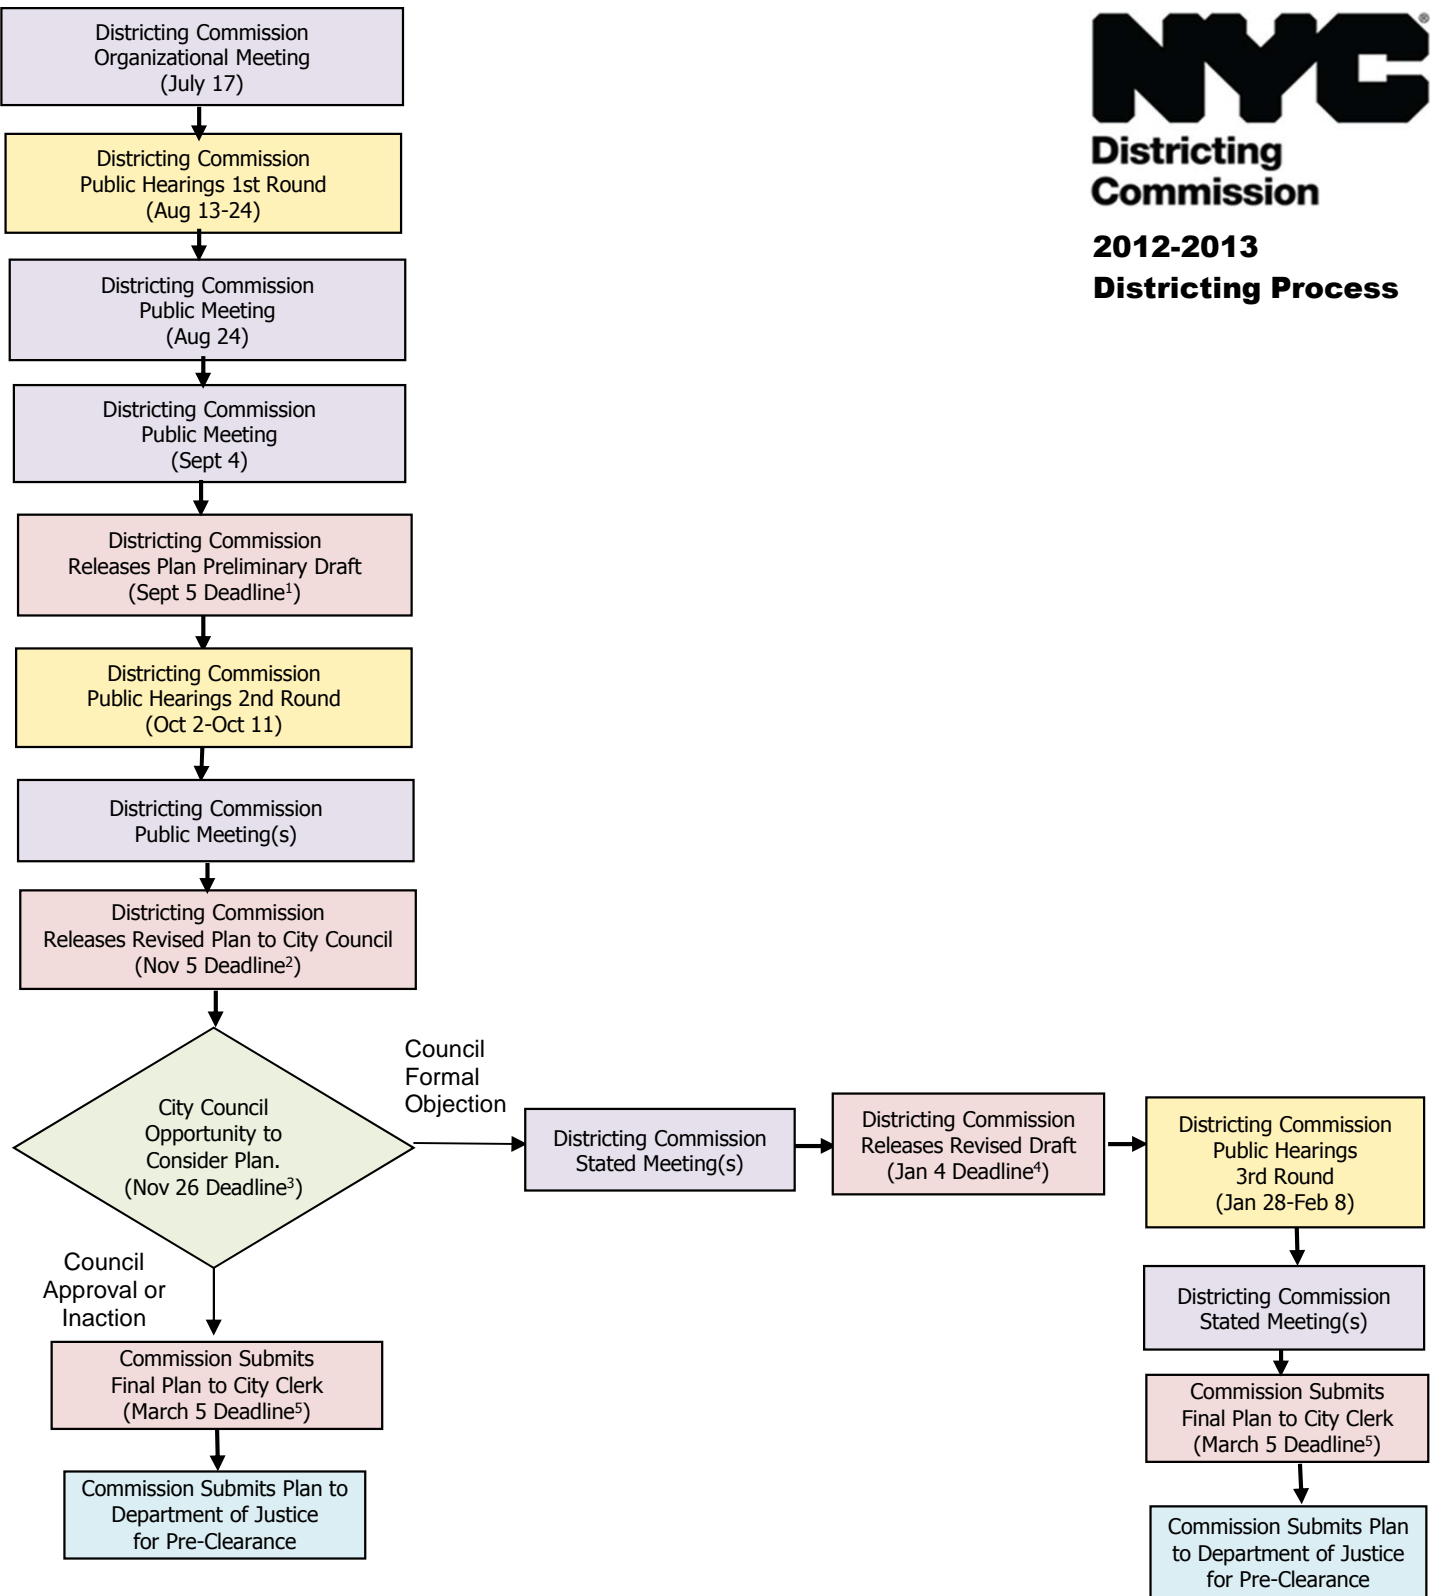 NYC®
Districting
Commission
2012-2013
Districting Process
Districting Commission
Organizational Meeting
(July 17)
Districting Commission
Public Hearings 1st Round
(Aug 13-24)
Districting Commission
Public Meeting
(Aug 24)
Districting Commission
Public Meeting
(Sept 4)
Districting Commission
Releases Plan Preliminary Draft
(Sept 5 Deadline¹)
Districting Commission
Public Hearings 2nd Round
(Oct 2-Oct 11)
Districting Commission
Public Meeting(s)
Districting Commission
Releases Revised Plan to City Council
(Nov 5 Deadline²)
City Council
Opportunity to
Consider Plan.
(Nov 26 Deadline³)
Council
Approval or
Inaction
Commission Submits
Final Plan to City Clerk
(March 5 Deadline⁵)
Commission Submits Plan to
Department of Justice
for Pre-Clearance
Council
Formal
Objection
Districting Commission
Stated Meeting(s)
Districting Commission
Releases Revised Draft
(Jan 4 Deadline⁴)
Districting Commission
Public Hearings
3rd Round
(Jan 28-Feb 8)
Districting Commission
Stated Meeting(s)
Commission Submits
Final Plan to City Clerk
(March 5 Deadline⁵)
Commission Submits Plan
to Department of Justice
for Pre-Clearance